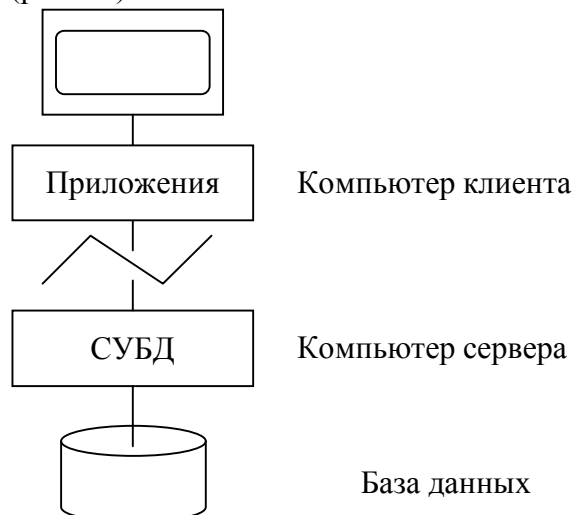 Приложения Компьютер клиента
СУБД Компьютер сервера
База данных